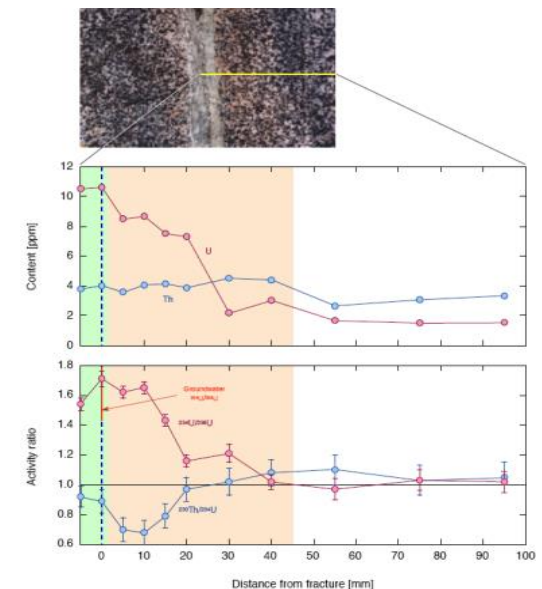 12
10
8
6
4
2
0
Content [ppm]
U
Th
1.8
1.6
1.4
1.2
1.0
0.8
0.6
Activity ratio
Groundwater
234U/238U
234U/238U
230Th/234U
0 10 20 30 40 50 60 70 80 90 100
Distance from fracture [mm]